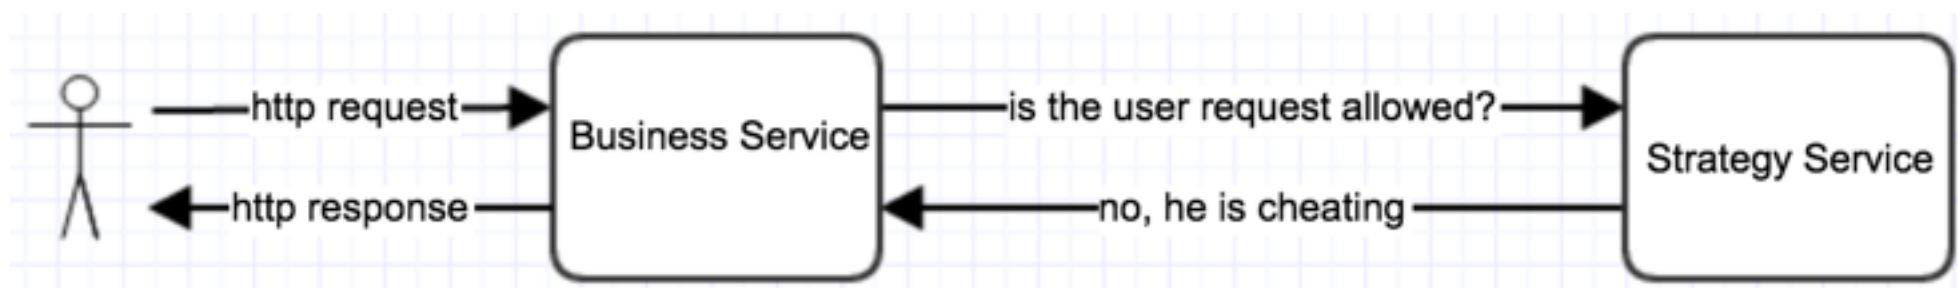 http request
is the user request allowed?
Business Service
Strategy Service
http response
no, he is cheating